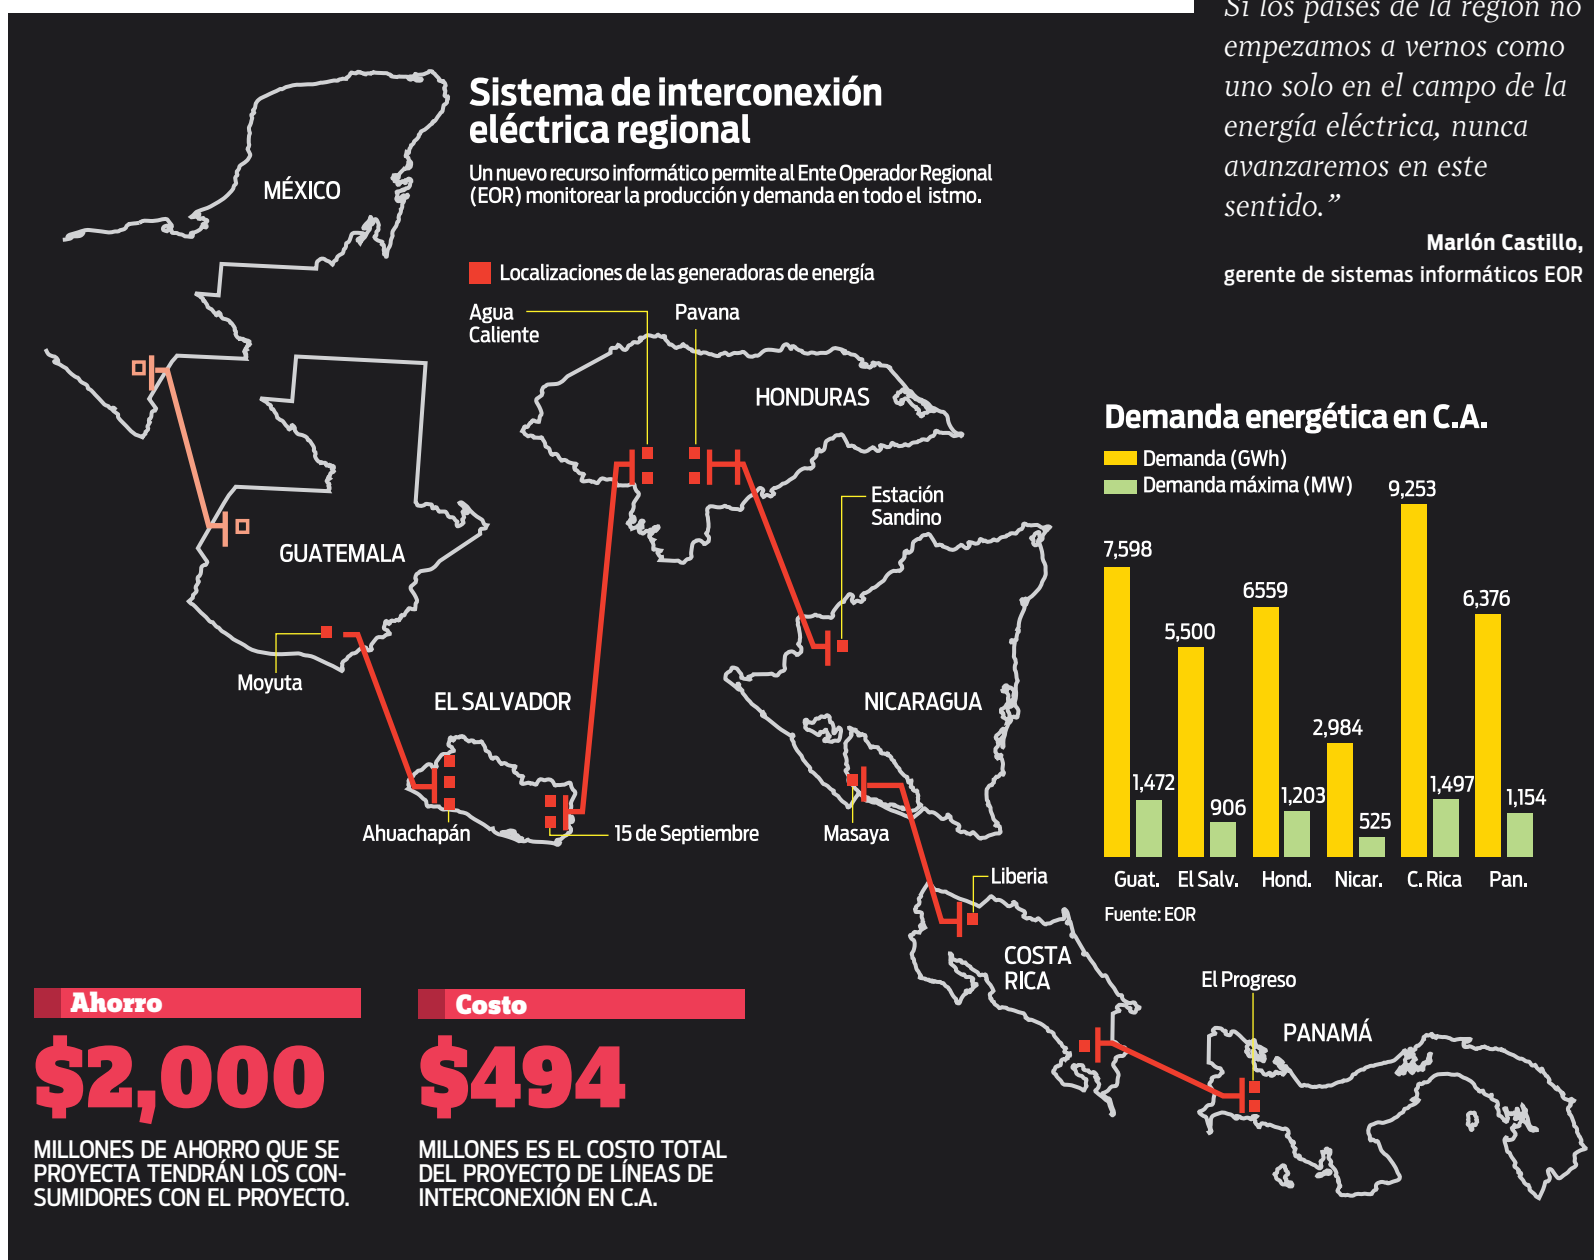 Si los países de la región no
empezamos a vernos como
uno solo en el campo de la
energía eléctrica, nunca
avanzaremos en este
sentido.”
Marlón Castillo,
gerente de sistemas informáticos EOR
Sistema de interconexión
eléctrica regional
Un nuevo recurso informático permite al Ente Operador Regional
(EOR) monitorear la producción y demanda en todo el istmo.
Localizaciones de las generadoras de energía
MÉXICO
Agua
Caliente
Pavana
HONDURAS
Estación
Sandino
GUATEMALA
Moyuta
EL SALVADOR
NICARAGUA
Ahuachapán
15 de Septiembre
Masaya
Liberia
COSTA
RICA
El Progreso
PANAMÁ
Demanda energética en C.A.
Demanda (GWh)
Demanda máxima (MW)
7,598
1,472
5,500
906
6559
1,203
2,984
525
9,253
1,497
6,376
1,154
Guat.
El Salv.
Hond.
Nicar.
C. Rica
Pan.
Fuente: EOR
Ahorro
$2,000
MILLONES DE AHORRO QUE SE
PROYECTA TENDRÁN LOS CON-
SUMIDORES CON EL PROYECTO.
Costo
$494
MILLONES ES EL COSTO TOTAL
DEL PROYECTO DE LÍNEAS DE
INTERCONEXIÓN EN C.A.